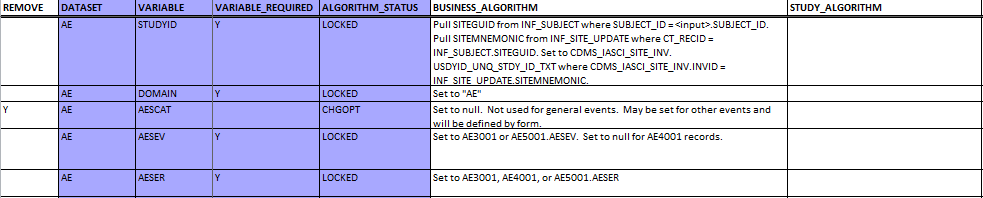 REMOVE DATASET VARIABLE VARIABLE_REQUIRED ALGORITHM_STATUS BUSINESS_ALGORITHM STUDY_ALGORITHM
AE STUDYID Y LOCKED Pull SITEGUID from INF_SUBJECT where SUBJECT_ID = <input>.SUBJECT_ID.
Pull SITEMNEMONIC from INF_SITE_UPDATE where CT_RECID =
INF_SUBJECT.SITEGUID. Set to CDMS_IASCI_SITE_INV.
USDYID_UNQ_STDY_ID_TXT where CDMS_IASCI_SITE_INV.INVID =
INF_SITE_UPDATE.SITEMNEMONIC.
AE DOMAIN Y LOCKED Set to "AE"
Y AE AESCAT CHGOPT Set to null. Not used for general events. May be set for other events and
will be defined by form.
AE AESEV Y LOCKED Set to AE3001 or AE5001.AESEV. Set to null for AE4001 records.
AE AESER Y LOCKED Set to AE3001, AE4001, or AE5001.AESER